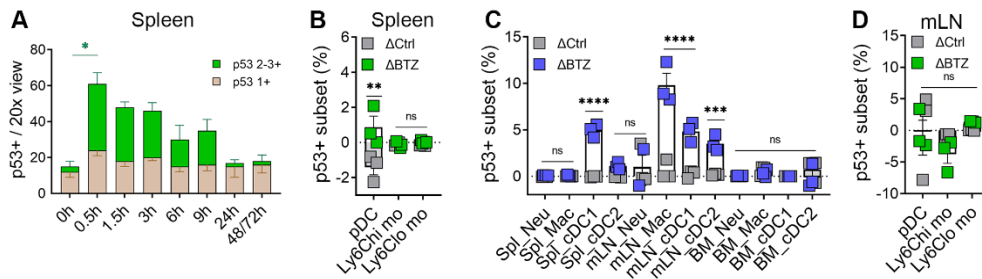 A
Spleen
p53+ / 20x view
80
60
40
20
0
*
p53 2-3+
p53 1+
0h
0.5h
1.5h
3h
6h
9h
24h
48/72h
B
Spleen
p53+ subset (%)
6
4
2
0
-2
ΔCtrl
ΔBTZ
**
ns
pDC
Ly6Chi mo
Ly6Clo mo
C
p53+ subset (%)
15
10
5
0
-5
ΔCtrl
ΔBTZ
ns
****
ns
****
***
ns
Spl_Neu
Spl_Mac
Spl_cDC1
Spl_cDC2
mLN_Neu
mLN_Mac
mLN_cDC1
mLN_cDC2
BM_Neu
BM_Mac
BM_cDC1
BM_cDC2
D
mLN
p53+ subset (%)
15
10
5
0
-5
-10
ΔCtrl
ΔBTZ
ns
pDC
Ly6Chi mo
Ly6Clo mo